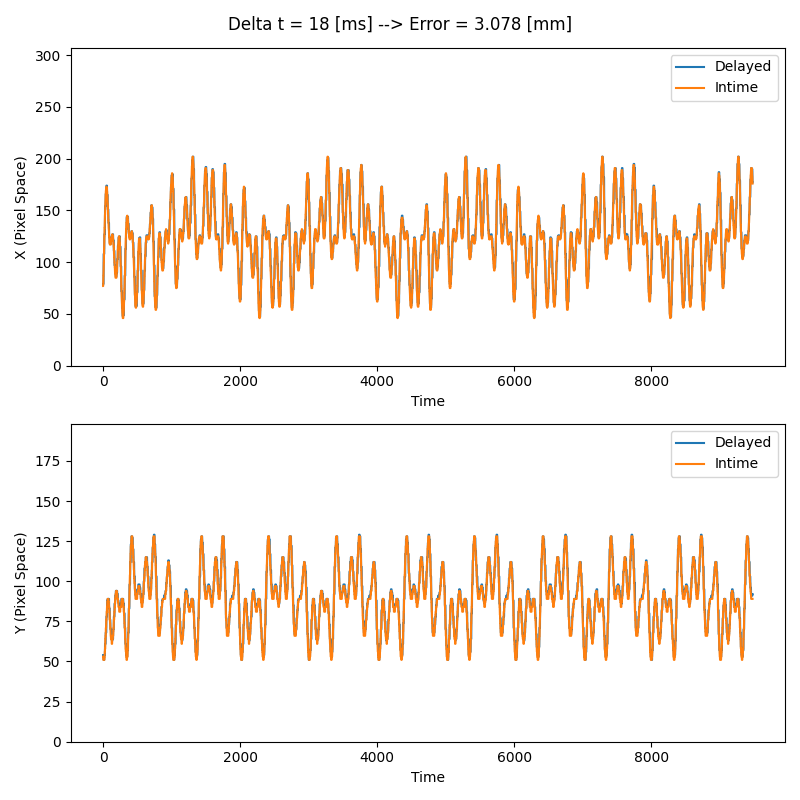 Delta t = 18 [ms] --> Error = 3.078 [mm]
300
250
200
150
100
50
0
X (Pixel Space)
Delayed
Intime
0 2000 4000 6000 8000
Time
175
150
125
100
75
50
25
0
Y (Pixel Space)
Delayed
Intime
0 2000 4000 6000 8000
Time